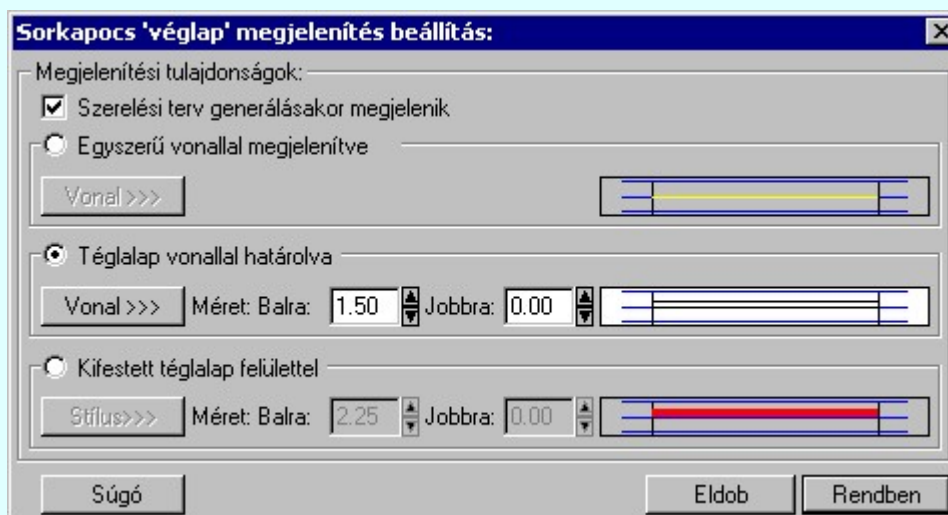 Sorkapocs 'véglap' megjelenítés beállítás:
Megjelenítési tulajdonságok:
Szerelési terv generálásakor megjelenik
Egyszerű vonallal megjelenítve
Vonal >>>
Téglalap vonallal határolva
Vonal >>> Méret: Balra: 1.50 Jobbra: 0.00
Kifestett téglalap felülettel
Stílus>>> Méret: Balra: 2.25 Jobbra: 0.00
Súgó Eldob Rendben